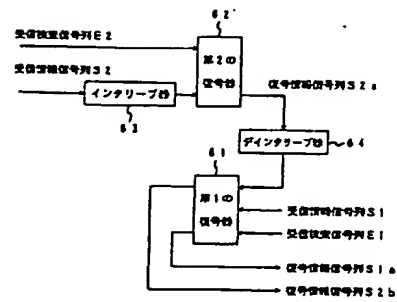 62
受信検査信号列E2
第2の
復号器
受信情報信号列S2
復号情報信号列S2a
インタリーブ器
63
デインタリーブ器
64
61
第1の
復号器
受信情報信号列S1
受信検査信号列E1
復号情報信号列S1a
復号情報信号列S2b